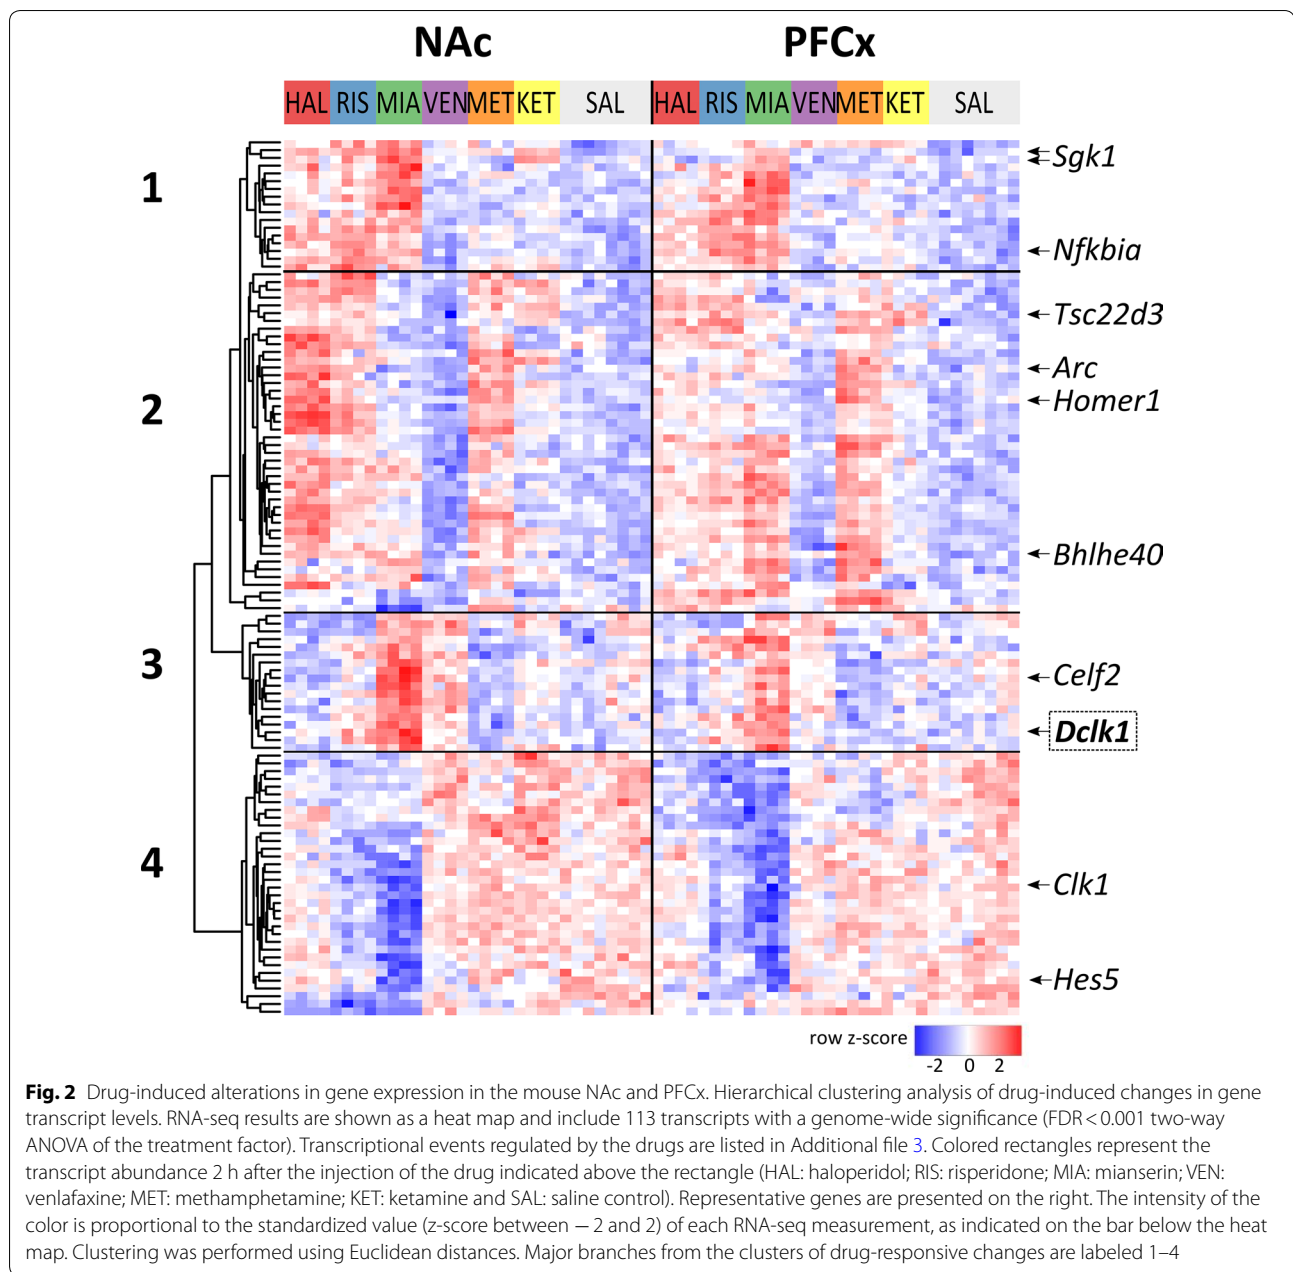 NAc PFCx
HAL RIS MIA VEN MET KET SAL HAL RIS MIA VEN MET KET SAL
1
2
3
4
Sgk1
Nfkbia
Tsc22d3
Arc
Homer1
Bhlhe40
Celf2
Dclk1
Clk1
Hes5
row z-score
-2 0 2
Fig. 2 Drug-induced alterations in gene expression in the mouse NAc and PFCx. Hierarchical clustering analysis of drug-induced changes in gene
transcript levels. RNA-seq results are shown as a heat map and include 113 transcripts with a genome-wide significance (FDR < 0.001 two-way
ANOVA of the treatment factor). Transcriptional events regulated by the drugs are listed in Additional file 3. Colored rectangles represent the
transcript abundance 2 h after the injection of the drug indicated above the rectangle (HAL: haloperidol; RIS: risperidone; MIA: mianserin; VEN:
venlafaxine; MET: methamphetamine; KET: ketamine and SAL: saline control). Representative genes are presented on the right. The intensity of the
color is proportional to the standardized value (z-score between − 2 and 2) of each RNA-seq measurement, as indicated on the bar below the heat
map. Clustering was performed using Euclidean distances. Major branches from the clusters of drug-responsive changes are labeled 1–4